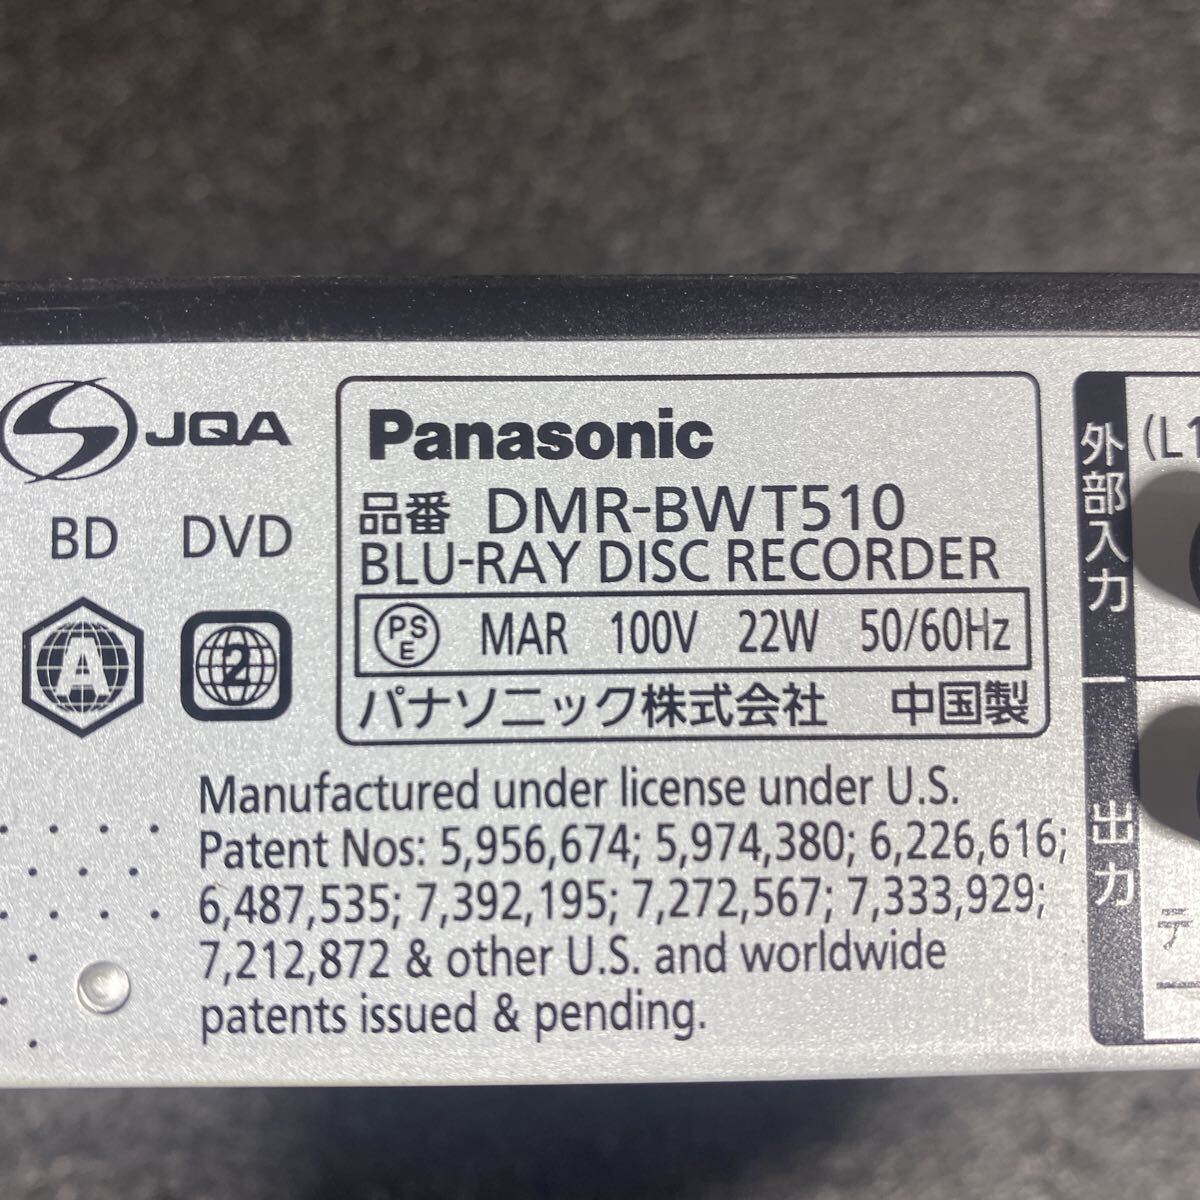 JQA
BD DVD
A
2
Panasonic
品番 DMR-BWT510
BLU-RAY DISC RECORDER
PSE MAR 100V 22W 50/60Hz
パナソニック株式会社 中国製
Manufactured under license under U.S.
Patent Nos: 5,956,674; 5,974,380; 6,226,616;
6,487,535; 7,392,195; 7,272,567; 7,333,929;
7,212,872 & other U.S. and worldwide
patents issued & pending.
外部入力
(L1
出力
テ